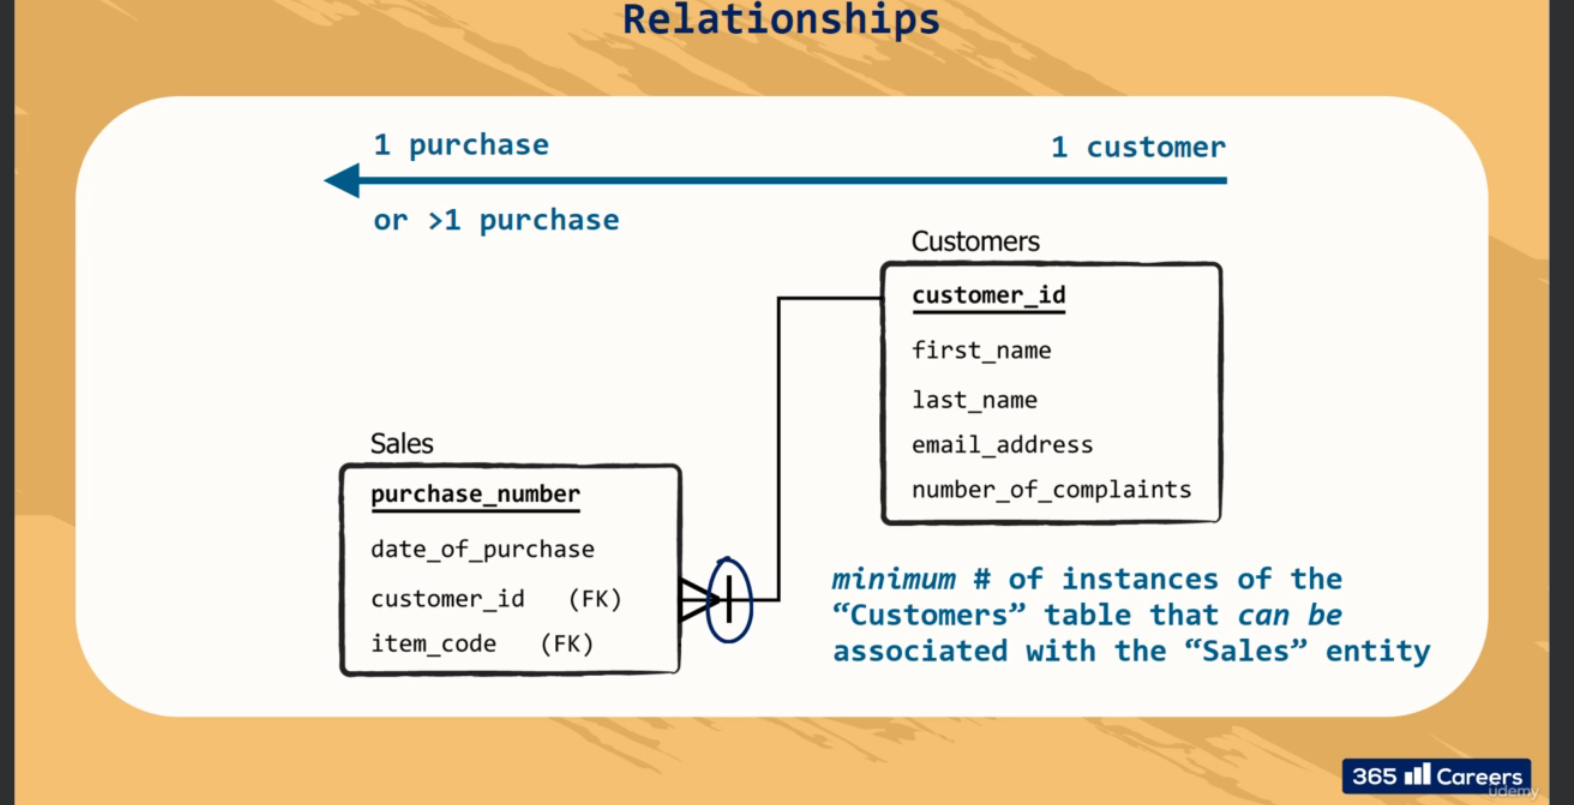 Relationships
1 purchase
1 customer
or >1 purchase
Customers
customer_id
first_name
last_name
email_address
number_of_complaints
Sales
purchase_number
date_of_purchase
customer_id (FK)
item_code (FK)
minimum # of instances of the
“Customers” table that can be
associated with the “Sales” entity
365 Careers
udemy